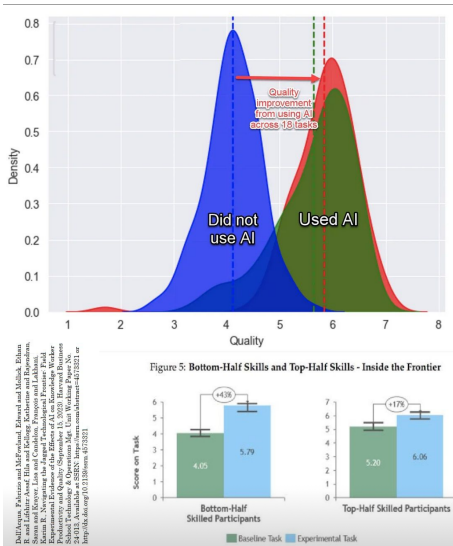 0.8
0.7
0.6
0.5
0.4
0.3
0.2
0.1
0.0
Density
Quality
improvement
from using AI
across 18 tasks
Did not
use AI
Used AI
1 2 3 4 5 6 7 8
Quality
Dell'Acqua, Fabrizio and McFowland, Edward and Mollick, Ethan
R. and Lifshitz-Assaf, Hila and Kellogg, Katherine and Rajendran,
Saran and Krayer, Lisa and Candelon, François and Lakhani,
Karim R., Navigating the Jagged Technological Frontier: Field
Experimental Evidence of the Effects of AI on Knowledge Worker
Productivity and Quality (September 15, 2023). Harvard Business
School Technology & Operations Mgt. Unit Working Paper No.
24-013, Available at SSRN: https://ssrn.com/abstract=4573321 or
http://dx.doi.org/10.2139/ssrn.4573321
Figure 5: Bottom-Half Skills and Top-Half Skills - Inside the Frontier
Score on Task
6
5
4
3
2
1
0
+43%
4.05
5.79
Bottom-Half
Skilled Participants
7
6
5
4
3
2
1
0
+17%
5.20
6.06
Top-Half Skilled Participants
Baseline Task Experimental Task